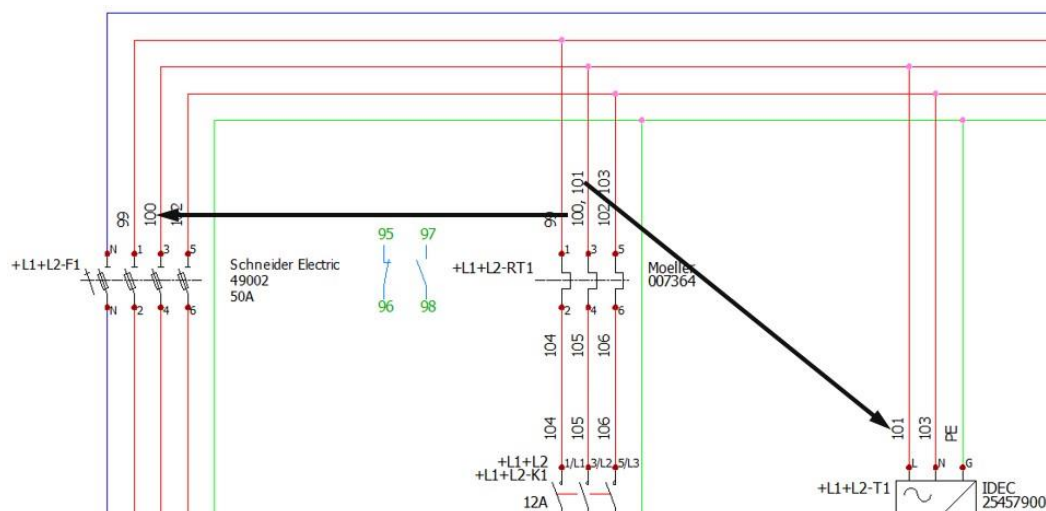 99
100
102
99
100, 101
102, 103
N
1
3
5
+L1+L2-F1
Schneider Electric
49002
50A
N
2
4
6
95
97
96
98
1
3
5
+L1+L2-RT1
Moeller
007364
2
4
6
104
105
106
104
105
106
+L1+L2
1/L1
3/L2
5/L3
+L1+L2-K1
12A
101
103
PE
L
N
G
+L1+L2-T1
IDEC
25457900